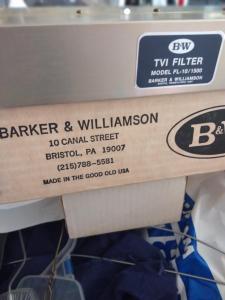 B&W
TVI FILTER
MODEL FL-10/1500
BARKER & WILLIAMSON
BARKER & WILLIAMSON
10 CANAL STREET
BRISTOL, PA 19007
(215)788-5581
MADE IN THE GOOD OLD USA
B&W